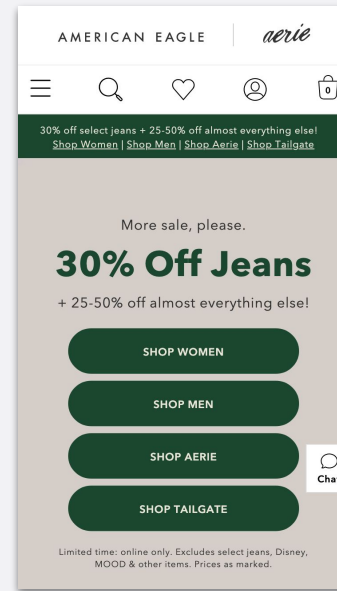 AMERICAN EAGLE
aerie
0
30% off select jeans + 25-50% off almost everything else!
Shop Women | Shop Men | Shop Aerie | Shop Tailgate
More sale, please.
30% Off Jeans
+ 25-50% off almost everything else!
SHOP WOMEN
SHOP MEN
SHOP AERIE
Cha
SHOP TAILGATE
Limited time: online only. Excludes select jeans, Disney,
MOOD & other items. Prices as marked.